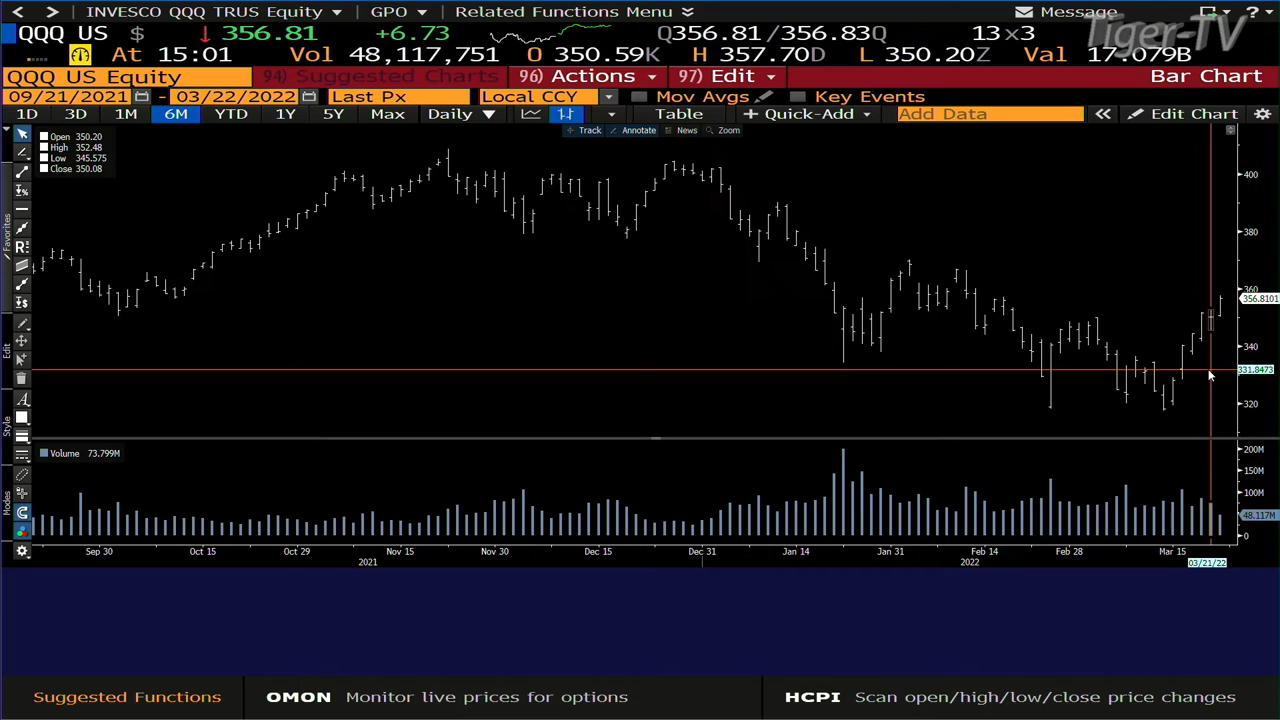 < > INVESCO QQQ TRUS Equity GPO Related Functions Menu Message ?
QQQ US $ ↓ 356.81 +6.73 Q356.81/356.83Q 13×3
Tiger-TV
At 15:01 Vol 48,117,751 O 350.59K H 357.70D L 350.20Z Val 17.079B
QQQ US Equity 94) Suggested Charts 96) Actions 97) Edit Bar Chart
09/21/2021 - 03/22/2022 Last Px Local CCY Mov Avgs Key Events
1D 3D 1M 6M YTD 1Y 5Y Max Daily Table + Quick-Add Add Data « Edit Chart
Track Annotate News Zoom
Open 350.20
High 352.48
Low 345.575
Close 350.08
Favorites
Edit
Style
Modes
400
380
360
356.8101
340
331.8473
320
Volume 73.799M
200M
150M
100M
48.117M
0
Sep 30 Oct 15 Oct 29 Nov 15 Nov 30 Dec 15 Dec 31 Jan 14 Jan 31 Feb 14 Feb 28 Mar 15
2021 2022 03/21/22
Suggested Functions OMON Monitor live prices for options HCPI Scan open/high/low/close price changes